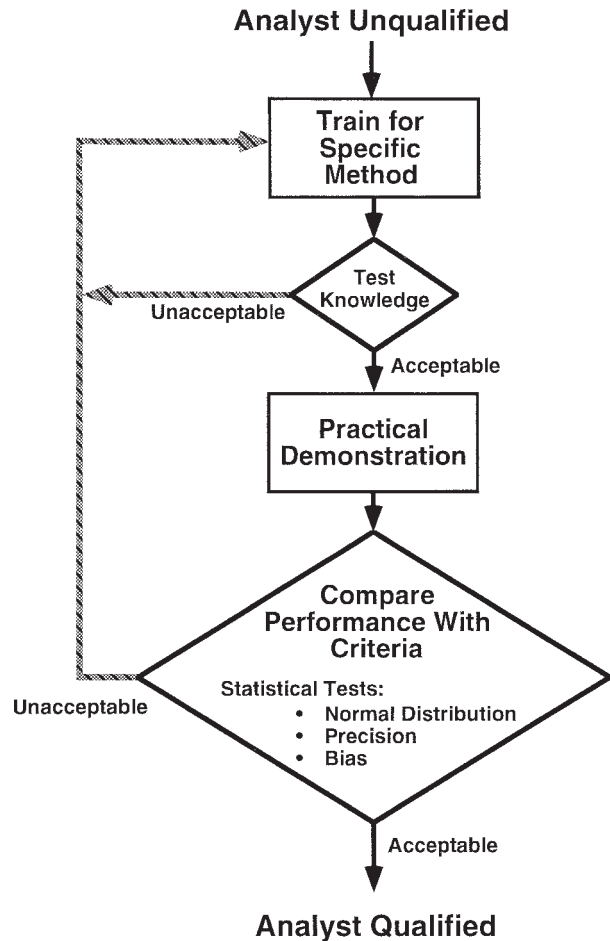 Analyst Unqualified
Train for
Specific
Method
Test
Knowledge
Unacceptable
Acceptable
Practical
Demonstration
Compare
Performance With
Criteria
Statistical Tests:
• Normal Distribution
• Precision
• Bias
Unacceptable
Acceptable
Analyst Qualified